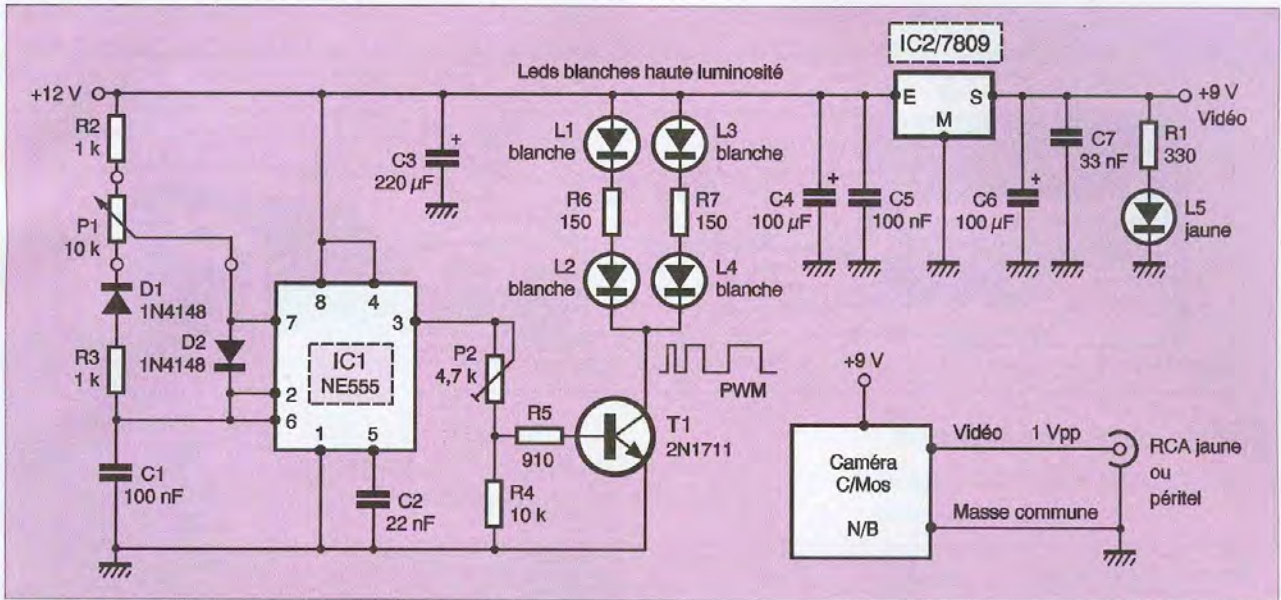 IC2/7809
Leds blanches haute luminosité
+12 V
E
S
M
+9 V
Vidéo
R2
1 k
C3
220 µF
+
L1
blanche
L3
blanche
C7
33 nF
R1
330
P1
10 k
R6
150
R7
150
C4
100 µF
+
C5
100 nF
C6
100 µF
+
L5
jaune
D1
1N4148
L2
blanche
L4
blanche
8
4
7
3
D2
1N4148
R3
1 k
IC1
NE555
P2
4,7 k
PWM
+9 V
2
6
R5
910
T1
2N1711
1
5
Vidéo
1 Vpp
RCA jaune
ou
péritel
Caméra
C/Mos
N/B
C1
100 nF
C2
22 nF
R4
10 k
Masse commune